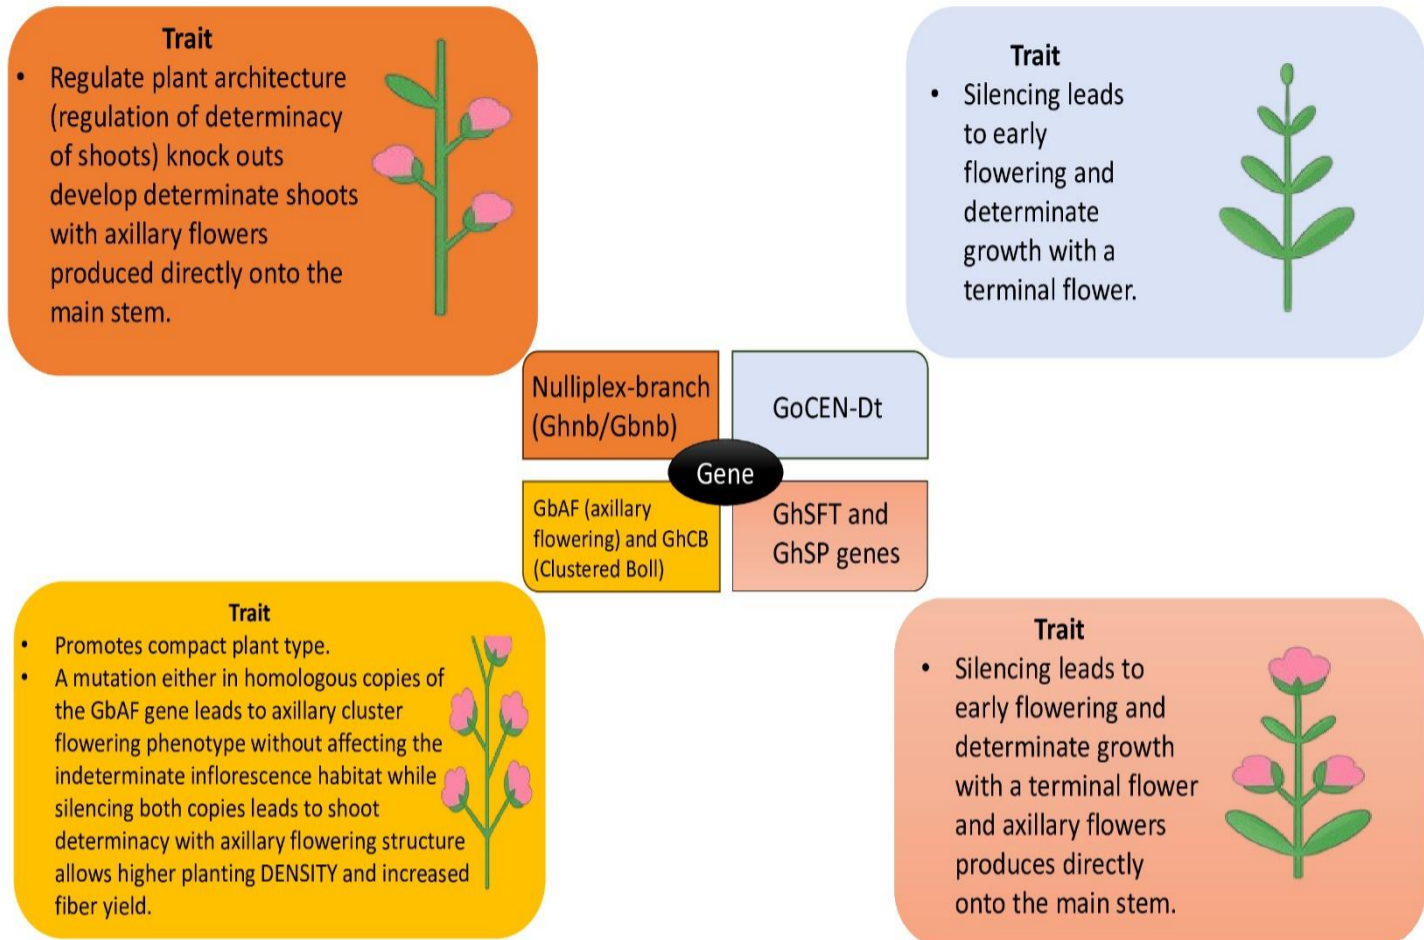 Trait
• Regulate plant architecture
(regulation of determinacy
of shoots) knock outs
develop determinate shoots
with axillary flowers
produced directly onto the
main stem.
Trait
• Silencing leads
to early
flowering and
determinate
growth with a
terminal flower.
Nulliplex-branch
(Ghnb/Gbnb)
GoCEN-Dt
Gene
GbAF (axillary
flowering) and GhCB
(Clustered Boll)
GhSFT and
GhSP genes
Trait
• Promotes compact plant type.
• A mutation either in homologous copies of
the GbAF gene leads to axillary cluster
flowering phenotype without affecting the
indeterminate inflorescence habitat while
silencing both copies leads to shoot
determinacy with axillary flowering structure
allows higher planting DENSITY and increased
fiber yield.
Trait
• Silencing leads to
early flowering and
determinate growth
with a terminal flower
and axillary flowers
produces directly
onto the main stem.